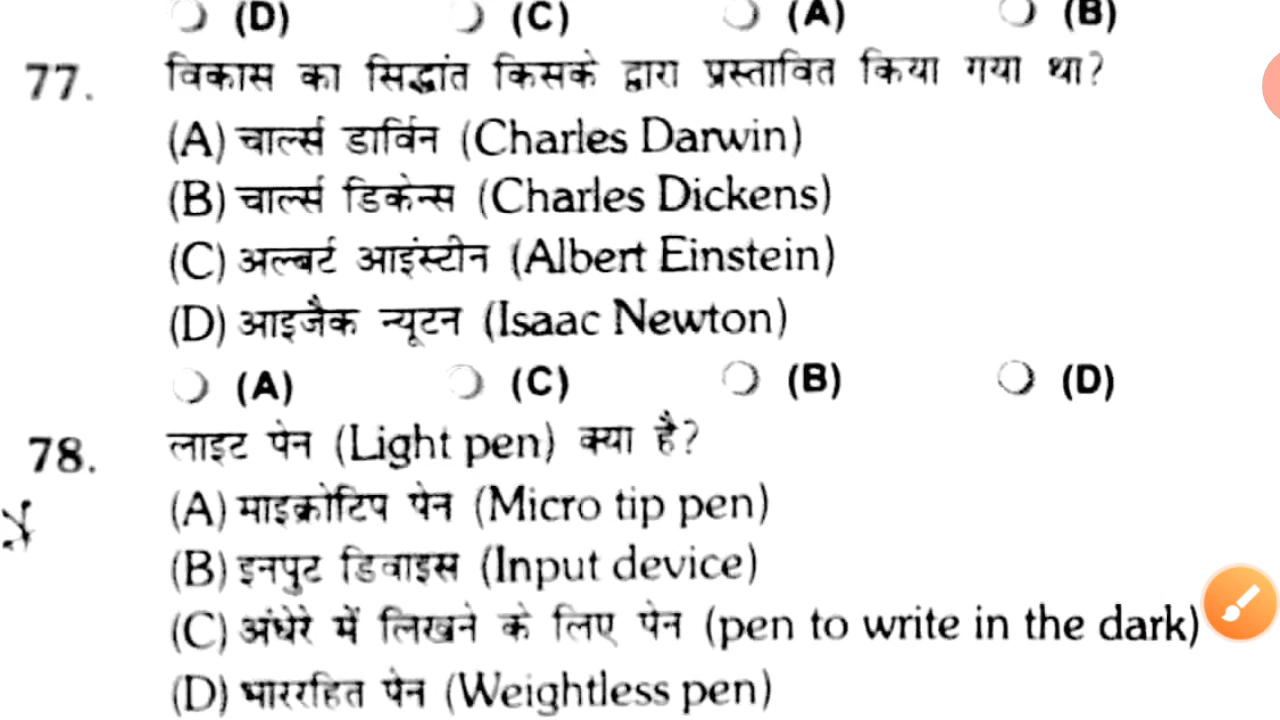 (D) (C) (A) (B)
77. विकास का सिद्धांत किसके द्वारा प्रस्तावित किया गया था?
(A) चार्ल्स डार्विन (Charles Darwin)
(B) चार्ल्स डिकेन्स (Charles Dickens)
(C) अल्बर्ट आइंस्टीन (Albert Einstein)
(D) आइजैक न्यूटन (Isaac Newton)
(A) (C) (B) (D)
78. लाइट पेन (Light pen) क्या है?
(A) माइक्रोटिप पेन (Micro tip pen)
(B) इनपुट डिवाइस (Input device)
(C) अंधेरे में लिखने के लिए पेन (pen to write in the dark)
(D) भाररहित पेन (Weightless pen)